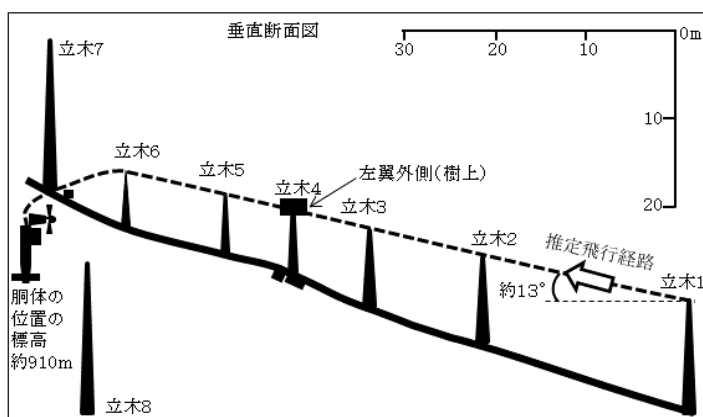 垂直断面図
30 20 10 0m
10
20
立木7
立木6
立木5
左翼外側(樹上)
立木4
立木3
立木2
推定飛行経路
約13°
立木1
胴体の
位置の
標高
約910m
立木8